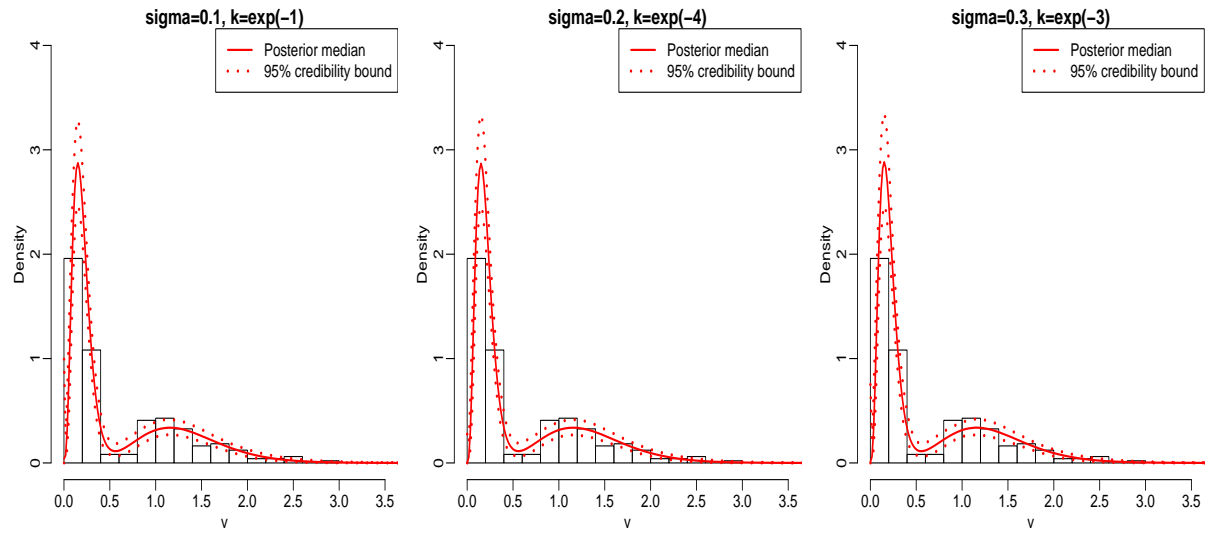 sigma=0.1, k=exp(-1)
Posterior median
95% credibility bound
Density
0
1
2
3
4
0.0 0.5 1.0 1.5 2.0 2.5 3.0 3.5
v
sigma=0.2, k=exp(-4)
Posterior median
95% credibility bound
Density
0
1
2
3
4
0.0 0.5 1.0 1.5 2.0 2.5 3.0 3.5
v
sigma=0.3, k=exp(-3)
Posterior median
95% credibility bound
Density
0
1
2
3
4
0.0 0.5 1.0 1.5 2.0 2.5 3.0 3.5
v